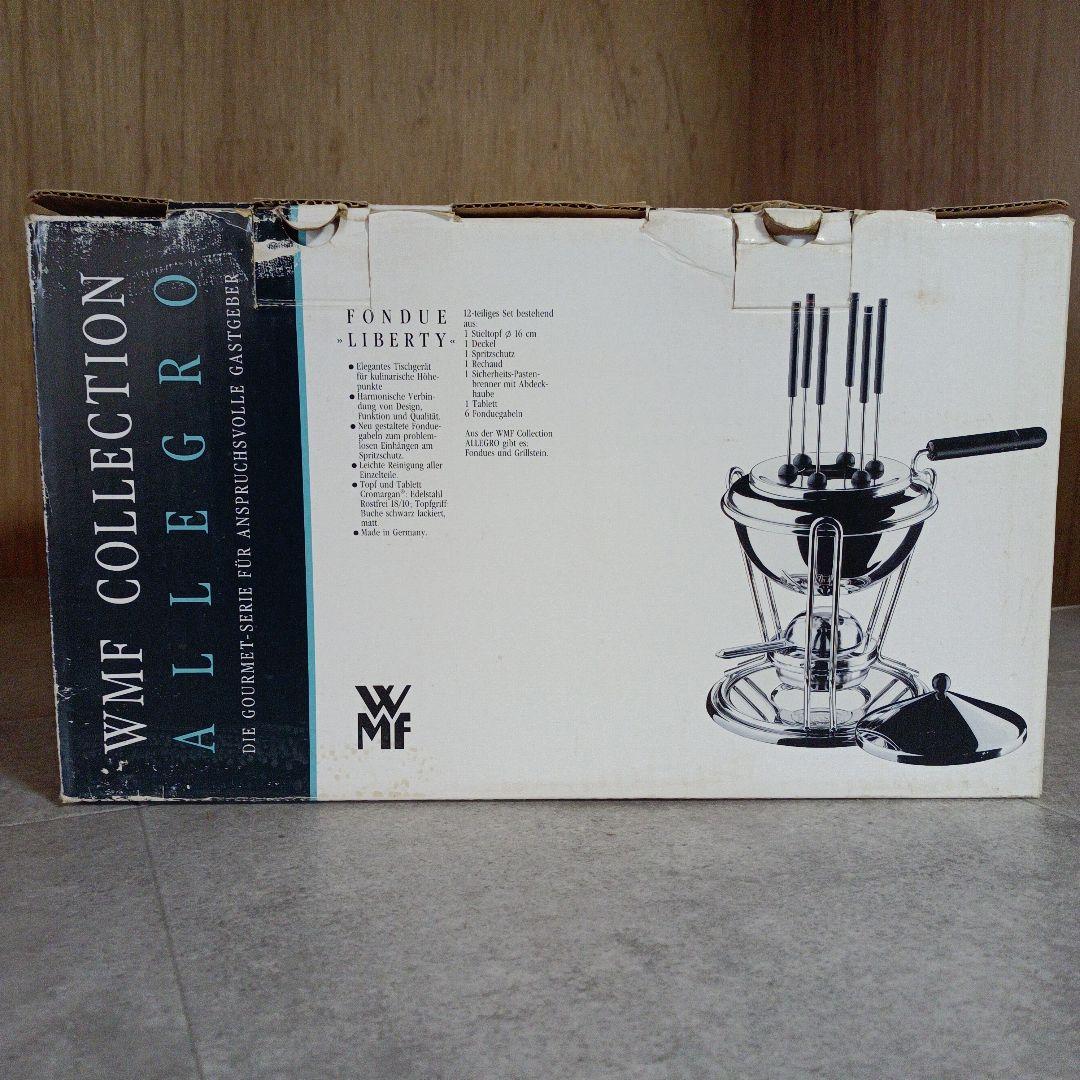 WMF COLLECTION
ALLEGRO
DIE GOURMET-SERIE FÜR ANSPRUCHSVOLLE GASTGEBER
FONDUE
»LIBERTY«
● Elegantes Tischgerät
für kulinarische Höhe-
punkte
● Harmonische Verbin-
dung von Design,
Funktion und Qualität.
● Neu gestaltete Fondue-
gabeln zum problem-
losen Einhängen am
Spritzschutz.
● Leichte Reinigung aller
Einzelteile.
● Topf und Tablett
Cromargan®: Edelstahl
Rostfrei 18/10; Topfgriff
Buche schwarz lackiert,
matt.
● Made in Germany.
12-teiliges Set bestehend
aus:
1 Stieltopf ⌀ 16 cm
1 Deckel
1 Spritzschutz
1 Rechaud
1 Sicherheits-Pasten-
brenner mit Abdeck-
haube
1 Tablett
6 Fonduegabeln
Aus der WMF Collection
ALLEGRO gibt es:
Fondues und Grillstein.
WMF